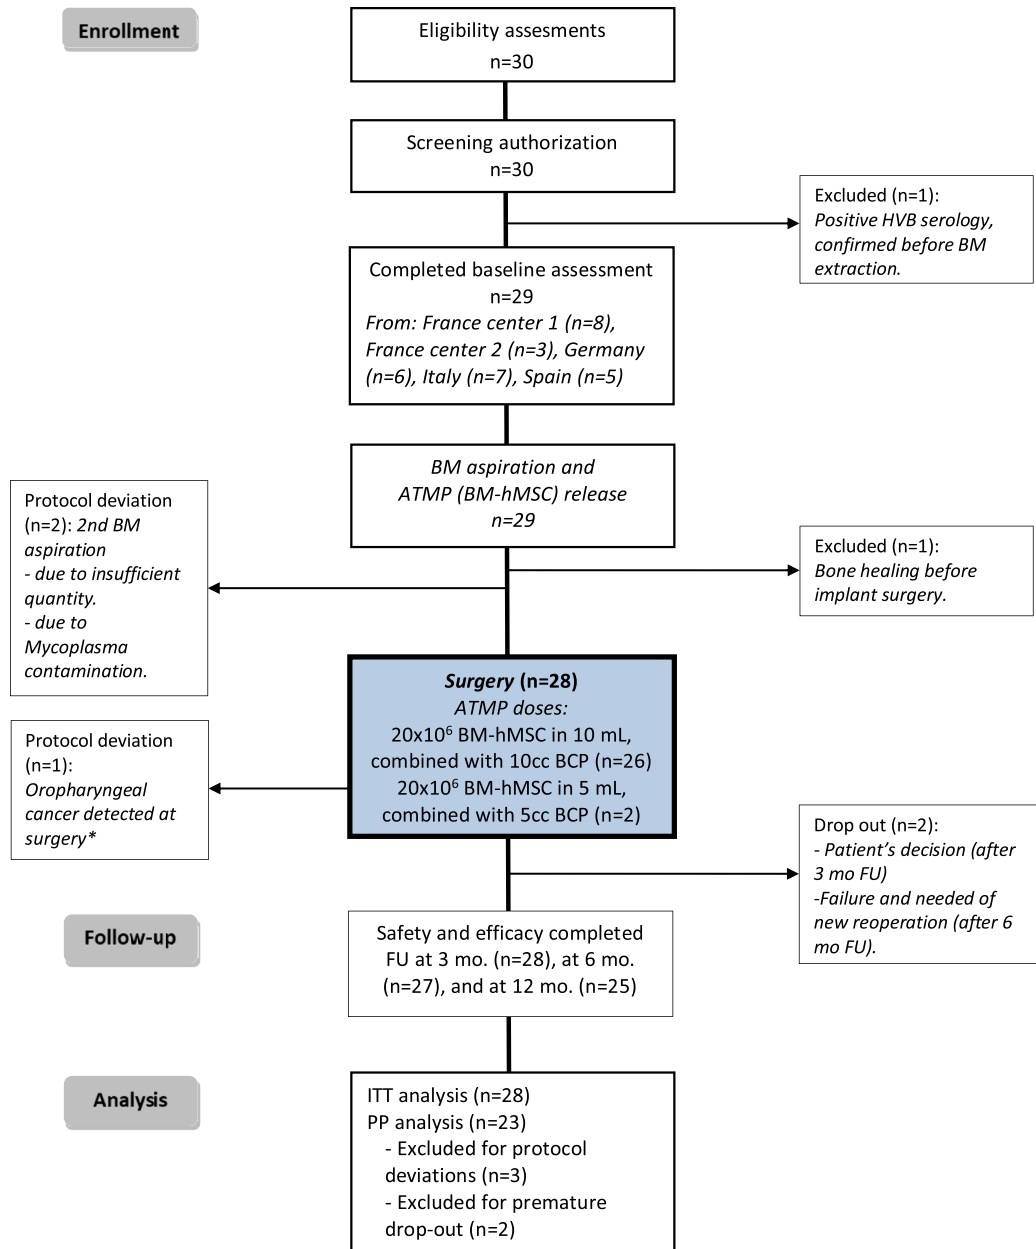 Enrollment
Eligibility assesments
n=30
Screening authorization
n=30
Excluded (n=1):
Positive HVB serology,
confirmed before BM
extraction.
Completed baseline assessment
n=29
From: France center 1 (n=8),
France center 2 (n=3), Germany
(n=6), Italy (n=7), Spain (n=5)
BM aspiration and
ATMP (BM-hMSC) release
n=29
Protocol deviation
(n=2): 2nd BM
aspiration
- due to insufficient
quantity.
- due to
Mycoplasma
contamination.
Excluded (n=1):
Bone healing before
implant surgery.
Surgery (n=28)
ATMP doses:
20x10⁶ BM-hMSC in 10 mL,
combined with 10cc BCP (n=26)
20x10⁶ BM-hMSC in 5 mL,
combined with 5cc BCP (n=2)
Protocol deviation
(n=1):
Oropharyngeal
cancer detected at
surgery*
Drop out (n=2):
- Patient’s decision (after
3 mo FU)
-Failure and needed of
new reoperation (after 6
mo FU).
Follow-up
Safety and efficacy completed
FU at 3 mo. (n=28), at 6 mo.
(n=27), and at 12 mo. (n=25)
Analysis
ITT analysis (n=28)
PP analysis (n=23)
- Excluded for protocol
deviations (n=3)
- Excluded for premature
drop-out (n=2)